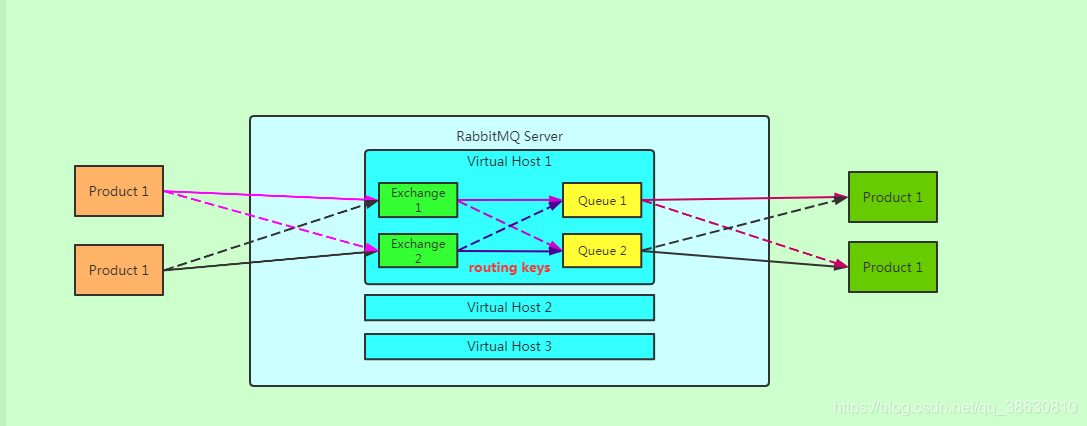 RabbitMQ Server
Virtual Host 1
Product 1
Exchange
1
Queue 1
Product 1
Product 1
Exchange
2
Queue 2
Product 1
routing keys
Virtual Host 2
Virtual Host 3
https://blog.csdn.net/qq_38630810